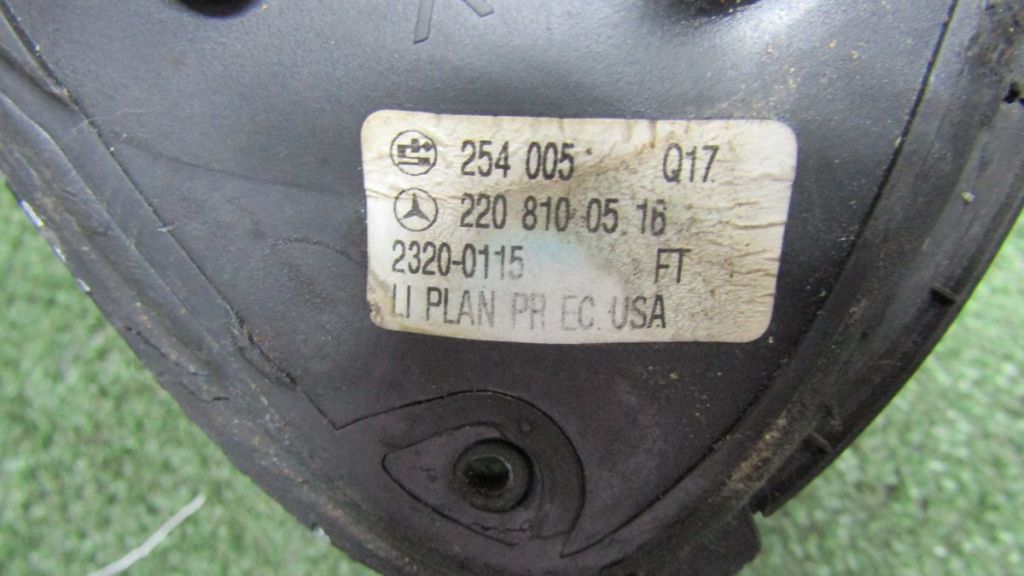 254 005 Q17
220 810 05 16
2320-0115 FT
LI PLAN PR EC. USA